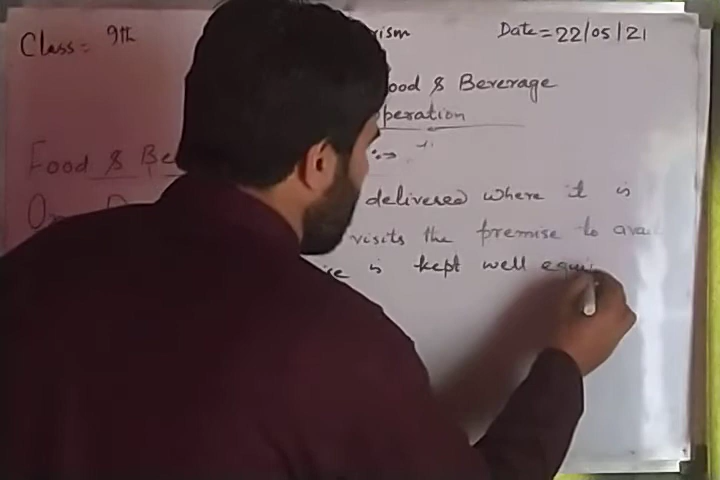 Class = 9th rism Date = 22/05/21
ood & Beverage
peration
Food & Be
delivered where it is
visits the premise to avai
is kept well equi